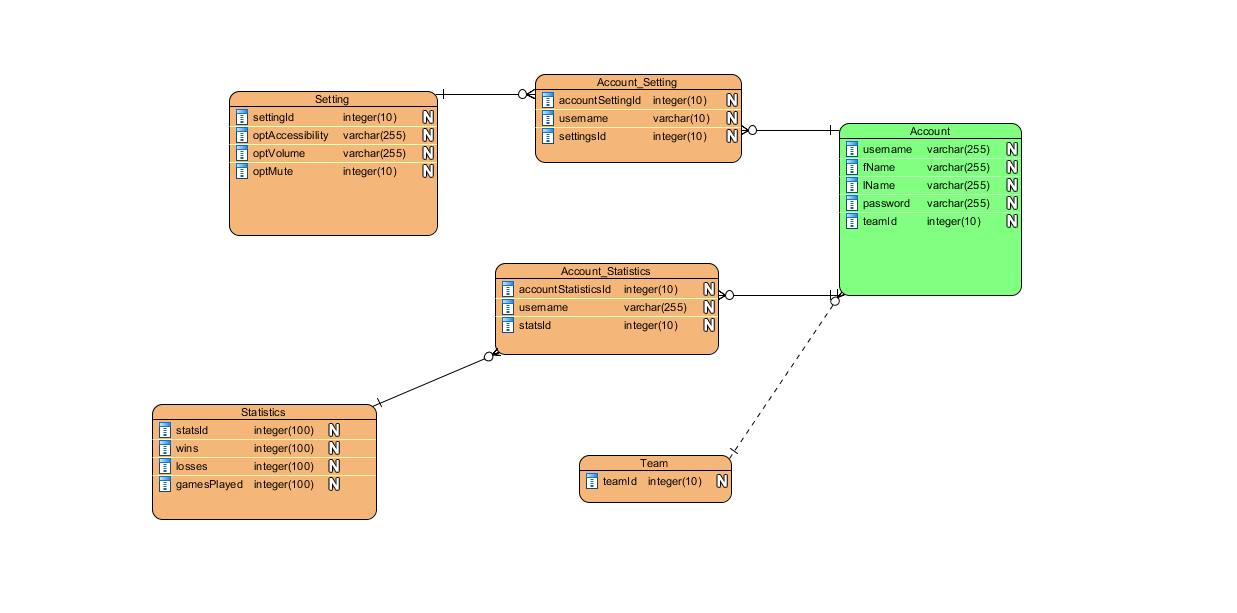 Account_Setting
accountSettingId integer(10) N
username varchar(10) N
settingsId integer(10) N
Setting
settingId integer(10) N
optAccessibility varchar(255) N
optVolume varchar(255) N
optMute integer(10) N
Account
username varchar(255) N
fName varchar(255) N
lName varchar(255) N
password varchar(255) N
teamId integer(10) N
Account_Statistics
accountStatisticsId integer(10) N
username varchar(255) N
statsId integer(10) N
Statistics
statsId integer(100) N
wins integer(100) N
losses integer(100) N
gamesPlayed integer(100) N
Team
teamId integer(10) N